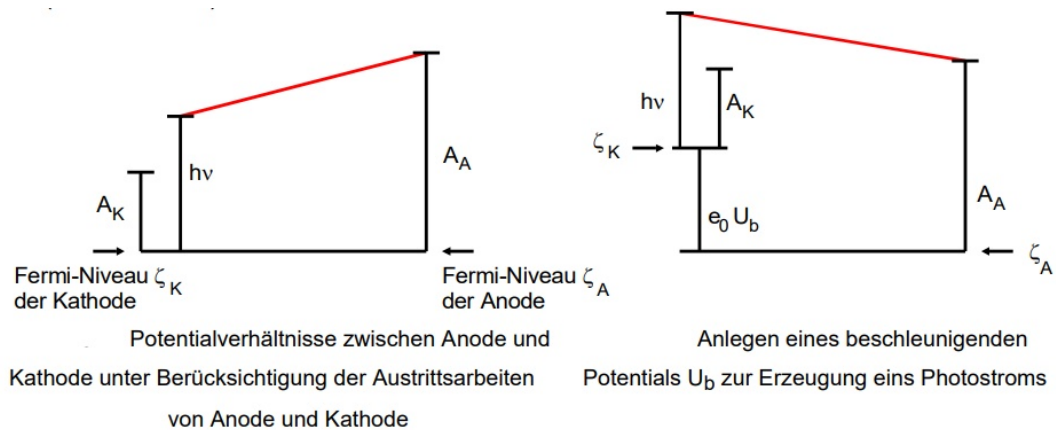 A_K
hν
A_A
Fermi-Niveau ζ_K
der Kathode
Fermi-Niveau ζ_A
der Anode
Potentialverhältnisse zwischen Anode und
Kathode unter Berücksichtigung der Austrittsarbeiten
von Anode und Kathode
hν
A_K
ζ_K
e₀ U_b
A_A
ζ_A
Anlegen eines beschleunigenden
Potentials U_b zur Erzeugung eins Photostroms